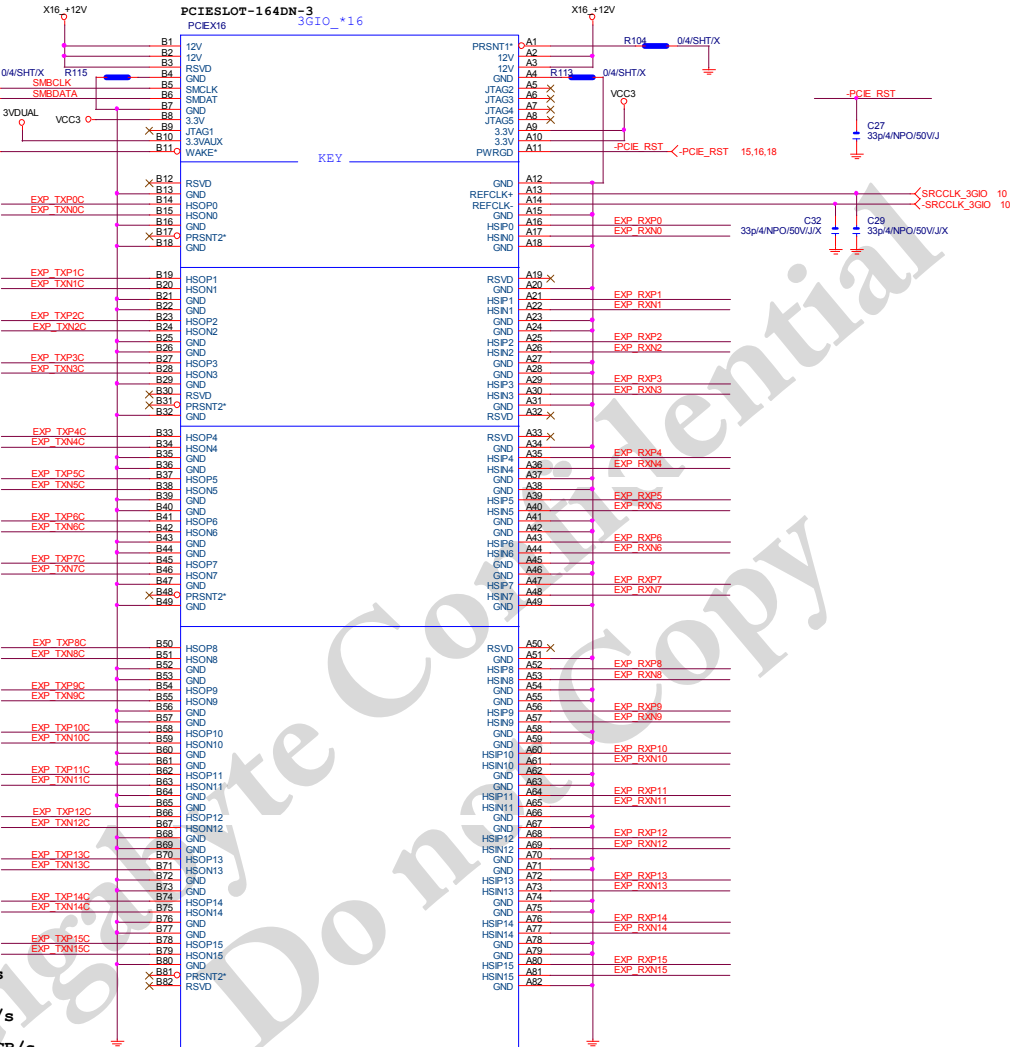 X16_+12V
PCIESLOT-164DN-3
PCIEX16
3GIO_*16
X16_+12V
B1 12V PRSNT1* A1 R104 0/4/SHT/X
B2 12V 12V A2
B3 RSVD 12V A3
0/4/SHT/X R115 B4 GND GND A4 R113 0/4/SHT/X
SMBCLK B5 SMCLK JTAG2 A5
SMBDATA B6 SMDAT JTAG3 A6 VCC3 -PCIE_RST
B7 GND JTAG4 A7
3VDUAL VCC3 B8 3.3V JTAG5 A8
B9 JTAG1 3.3V A9
B10 3.3VAUX 3.3V A10
B11 WAKE* PWRGD A11 -PCIE_RST -PCIE_RST 15,16,18
C27
33p/4/NPO/50V/J
KEY
B12 RSVD GND A12
B13 GND REFCLK+ A13 SRCCLK_3GIO 10
EXP_TXP0C B14 HSOP0 REFCLK- A14 -SRCCLK_3GIO 10
EXP_TXN0C B15 HSON0 GND A15
B16 GND HSIP0 A16 EXP_RXP0
B17 PRSNT2* HSIN0 A17 EXP_RXN0
B18 GND GND A18
C32
33p/4/NPO/50V/J/X
C29
33p/4/NPO/50V/J/X
EXP_TXP1C B19 HSOP1 RSVD A19
EXP_TXN1C B20 HSON1 GND A20
B21 GND HSIP1 A21 EXP_RXP1
B22 GND HSIN1 A22 EXP_RXN1
EXP_TXP2C B23 HSOP2 GND A23
EXP_TXN2C B24 HSON2 GND A24
B25 GND HSIP2 A25 EXP_RXP2
B26 GND HSIN2 A26 EXP_RXN2
EXP_TXP3C B27 HSOP3 GND A27
EXP_TXN3C B28 HSON3 GND A28
B29 GND HSIP3 A29 EXP_RXP3
B30 RSVD HSIN3 A30 EXP_RXN3
B31 PRSNT2* GND A31
B32 GND RSVD A32
EXP_TXP4C B33 HSOP4 RSVD A33
EXP_TXN4C B34 HSON4 GND A34
B35 GND HSIP4 A35 EXP_RXP4
B36 GND HSIN4 A36 EXP_RXN4
EXP_TXP5C B37 HSOP5 GND A37
EXP_TXN5C B38 HSON5 GND A38
B39 GND HSIP5 A39 EXP_RXP5
B40 GND HSIN5 A40 EXP_RXN5
EXP_TXP6C B41 HSOP6 GND A41
EXP_TXN6C B42 HSON6 GND A42
B43 GND HSIP6 A43 EXP_RXP6
B44 GND HSIN6 A44 EXP_RXN6
EXP_TXP7C B45 HSOP7 GND A45
EXP_TXN7C B46 HSON7 GND A46
B47 GND HSIP7 A47 EXP_RXP7
B48 PRSNT2* HSIN7 A48 EXP_RXN7
B49 GND GND A49
EXP_TXP8C B50 HSOP8 RSVD A50
EXP_TXN8C B51 HSON8 GND A51
B52 GND HSIP8 A52 EXP_RXP8
B53 GND HSIN8 A53 EXP_RXN8
EXP_TXP9C B54 HSOP9 GND A54
EXP_TXN9C B55 HSON9 GND A55
B56 GND HSIP9 A56 EXP_RXP9
B57 GND HSIN9 A57 EXP_RXN9
EXP_TXP10C B58 HSOP10 GND A58
EXP_TXN10C B59 HSON10 GND A59
B60 GND HSIP10 A60 EXP_RXP10
B61 GND HSIN10 A61 EXP_RXN10
EXP_TXP11C B62 HSOP11 GND A62
EXP_TXN11C B63 HSON11 GND A63
B64 GND HSIP11 A64 EXP_RXP11
B65 GND HSIN11 A65 EXP_RXN11
EXP_TXP12C B66 HSOP12 GND A66
EXP_TXN12C B67 HSON12 GND A67
B68 GND HSIP12 A68 EXP_RXP12
B69 GND HSIN12 A69 EXP_RXN12
EXP_TXP13C B70 HSOP13 GND A70
EXP_TXN13C B71 HSON13 GND A71
B72 GND HSIP13 A72 EXP_RXP13
B73 GND HSIN13 A73 EXP_RXN13
EXP_TXP14C B74 HSOP14 GND A74
EXP_TXN14C B75 HSON14 GND A75
B76 GND HSIP14 A76 EXP_RXP14
B77 GND HSIN14 A77 EXP_RXN14
EXP_TXP15C B78 HSOP15 GND A78
EXP_TXN15C B79 HSON15 GND A79
B80 GND HSIP15 A80 EXP_RXP15
B81 PRSNT2* HSIN15 A81 EXP_RXN15
B82 RSVD GND A82
s
/s
igabyte Confidential
Do not Copy